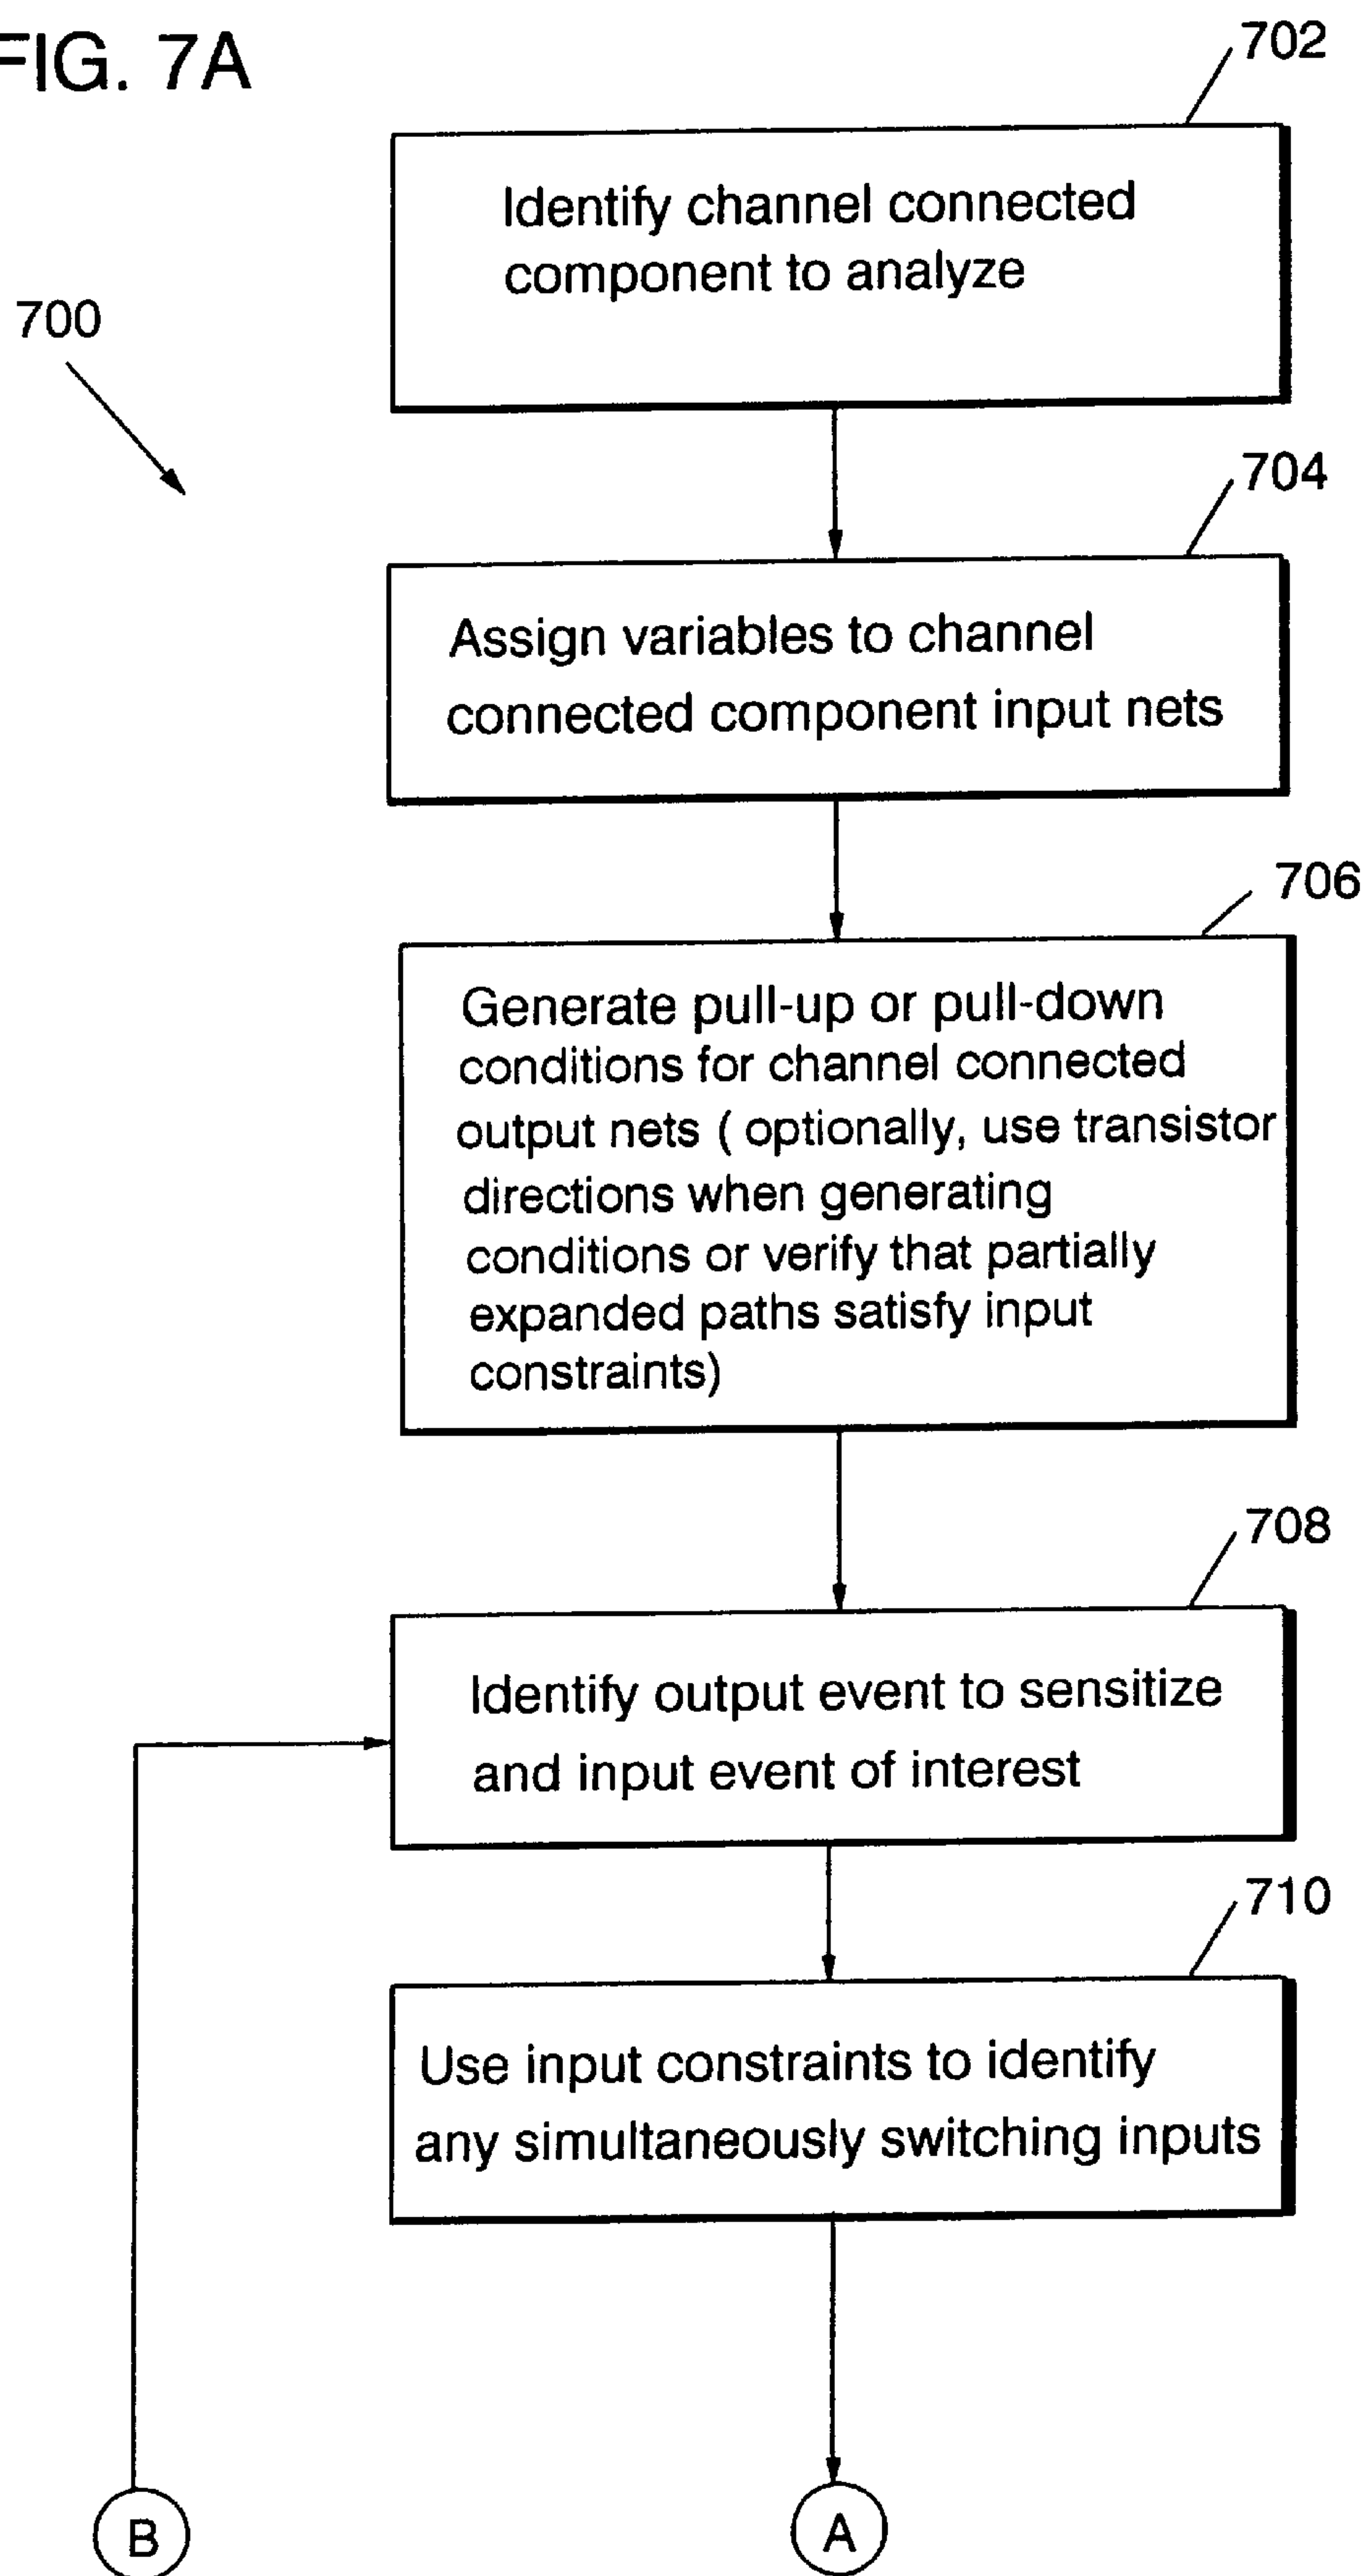 FIG. 7A
702
Identify channel connected
component to analyze
700
704
Assign variables to channel
connected component input nets
706
Generate pull-up or pull-down
conditions for channel connected
output nets ( optionally, use transistor
directions when generating
conditions or verify that partially
expanded paths satisfy input
constraints)
708
Identify output event to sensitize
and input event of interest
710
Use input constraints to identify
any simultaneously switching inputs
B
A